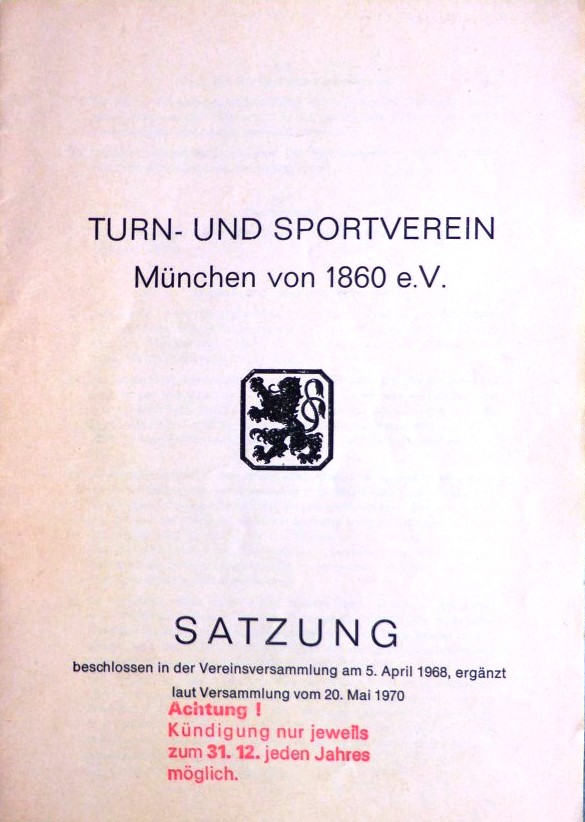 TURN- UND SPORTVEREIN
München von 1860 e.V.
SATZUNG
beschlossen in der Vereinsversammlung am 5. April 1968, ergänzt
laut Versammlung vom 20. Mai 1970
Achtung !
Kündigung nur jeweils
zum 31. 12. jeden Jahres
möglich.